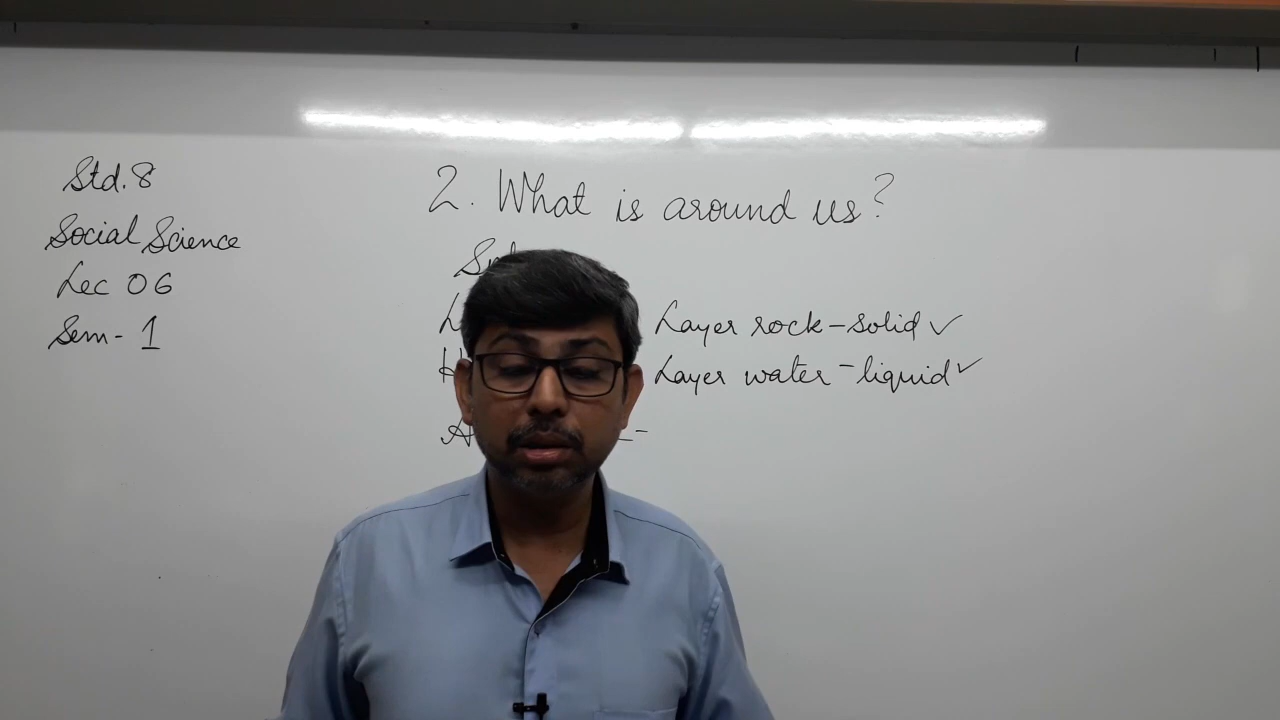 Std. 8
Social Science
Lec 06
Sem- 1
2. What is around us?
Layer rock-solid ✓
Layer water-liquid ✓